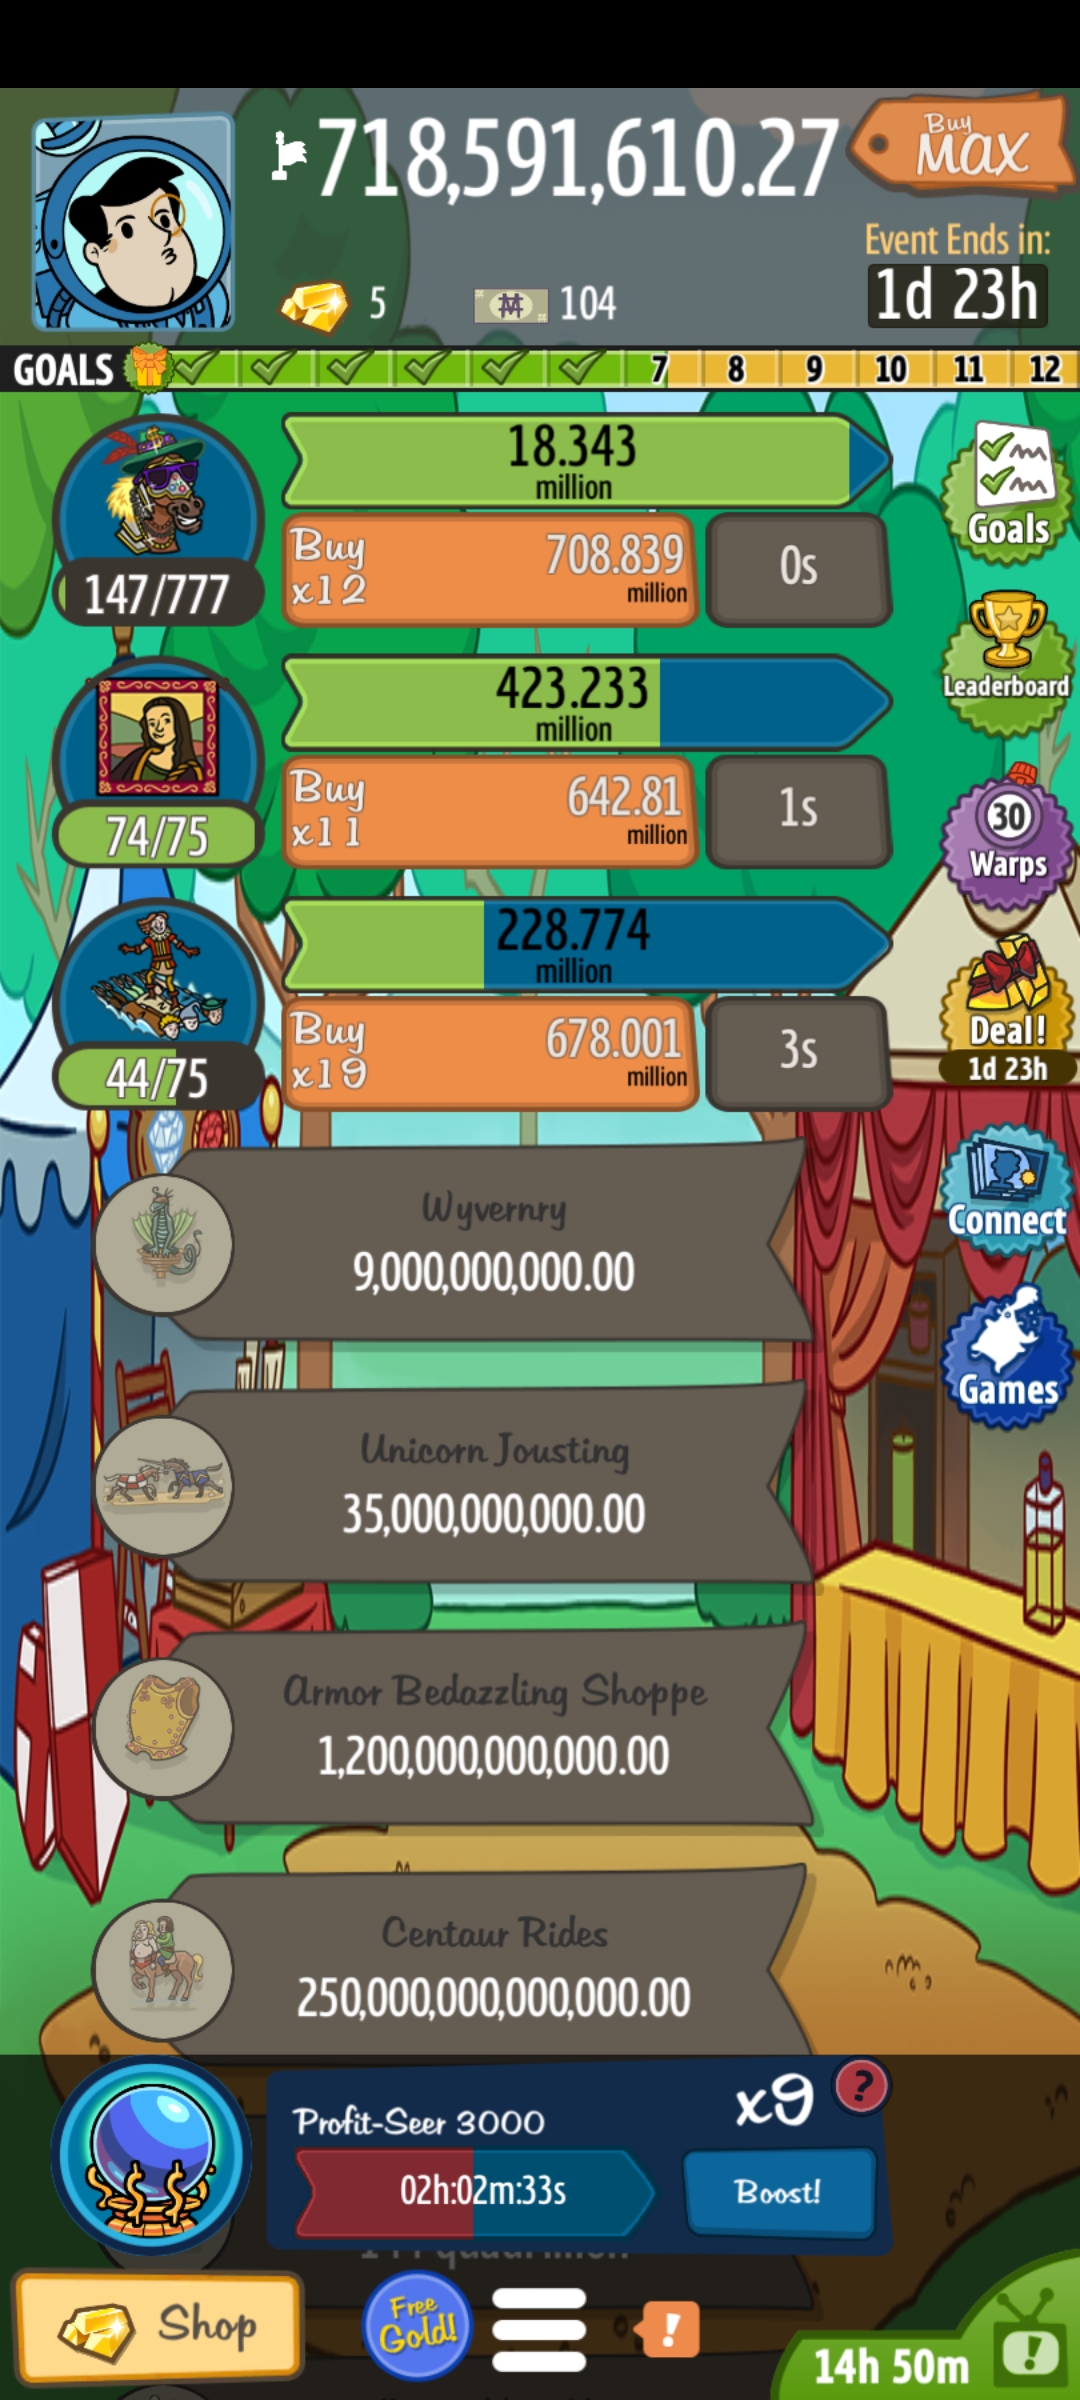 718,591,610.27
Buy
MAX
Event Ends in:
1d 23h
5
104
GOALS
7
8
9
10
11
12
18.343
million
Buy
x12
708.839
million
0s
147/777
Goals
Leaderboard
423.233
million
Buy
x11
642.81
million
1s
74/75
30
Warps
228.774
million
Buy
x19
678.001
million
3s
44/75
Deal!
1d 23h
Wyvernry
9,000,000,000.00
Connect
Unicorn Jousting
35,000,000,000.00
Games
Armor Bedazzling Shoppe
1,200,000,000,000.00
Centaur Rides
250,000,000,000,000.00
Profit-Seer 3000
x9
?
02h:02m:33s
Boost!
Shop
Free
Gold!
!
14h 50m
!